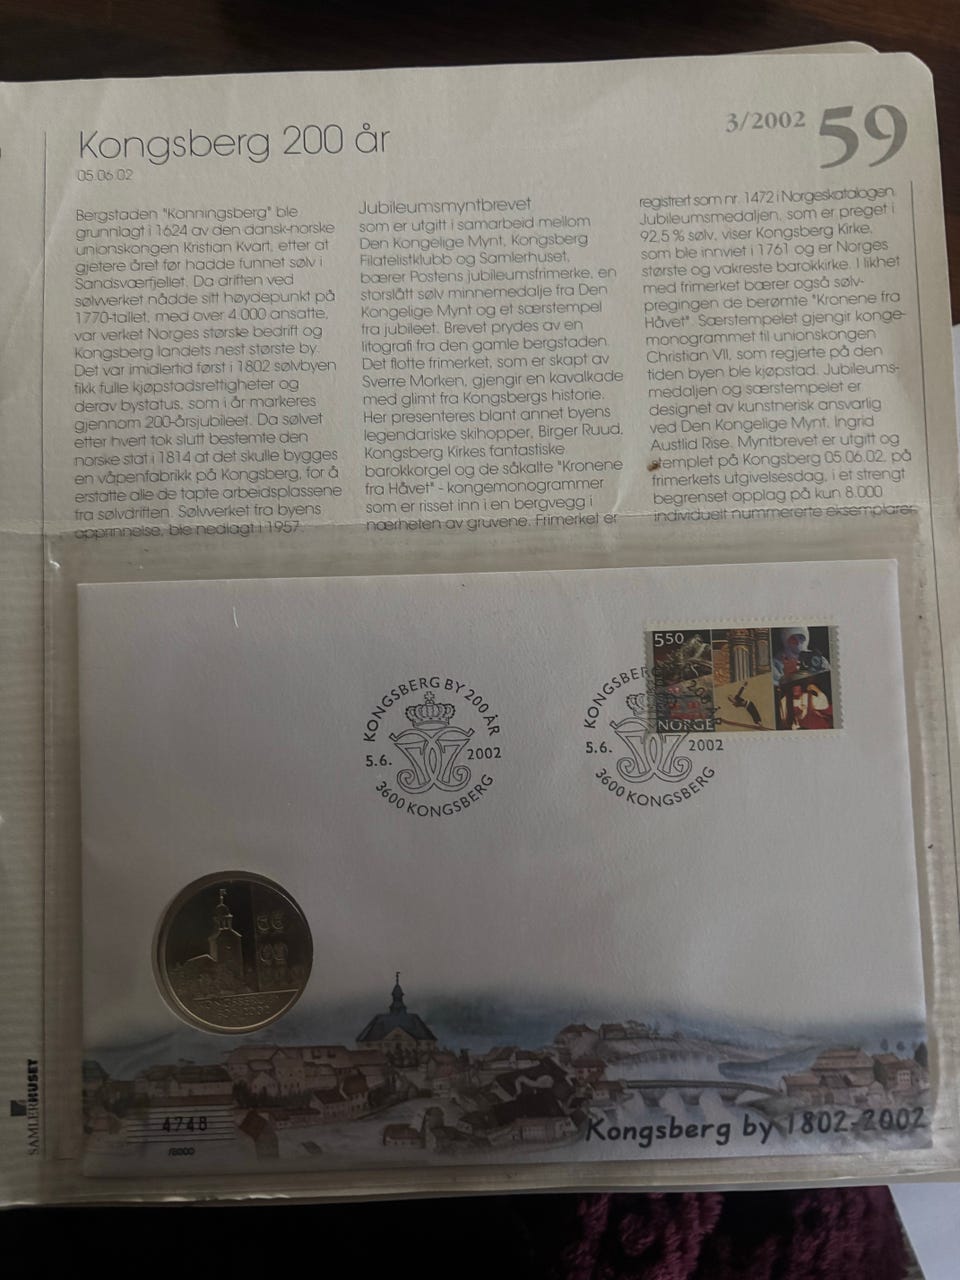 3/2002 59
Kongsberg 200 år
05.06.02
Bergstaden "Konningsberg" ble
grunnlagt i 1624 av den dansk-norske
unionskongen Kristian Kvart, etter at
gjetere året før hadde funnet sølv i
Sandsværfjellet. Da driften ved
sølvverket nådde sitt høydepunkt på
1770-tallet, med over 4 000 ansatte,
var verket Norges største bedrift og
Kongsberg landets nest største by.
Det var imidlertid først i 1802 sølvbyen
fikk fulle kjøpstadsrettigheter og
derav bystatus, som i år markeres
gjennom 200-årsjubileet. Da sølvet
etter hvert tok slutt bestemte den
norske stat i 1814 at det skulle bygges
en våpenfabrikk på Kongsberg, for å
erstatte alle de tapte arbeidsplassene
fra sølvdriften. Sølvverket fra byens
opprinnelse, ble nedlagt i 1957.
Jubileumsmyntbrevet
som er utgitt i samarbeid mellom
Den Kongelige Mynt, Kongsberg
Filatelistklubb og Samlerhuset,
bærer Postens jubileumsfrimerke, en
storslått sølv minnemedalje fra Den
Kongelige Mynt og et særstempel
fra jubileet. Brevet prydes av en
litografi fra den gamle bergstaden.
Det flotte frimerket, som er skapt av
Sverre Morken, gjengir en kavalkade
med glimt fra Kongsbergs historie.
Her presenteres blant annet byens
legendariske skihopper, Birger Ruud,
Kongsberg Kirkes fantastiske
barokkorgel og de såkalte "Kronene
fra Håvet" - kongemonogrammer
som er risset inn i en bergvegg i
nærheten av gruvene. Frimerket er
registrert som nr. 1472 i Norgeskatalogen.
Jubileumsmedaljen, som er preget i
92,5 % sølv, viser Kongsberg Kirke,
som ble innviet i 1761 og er Norges
største og vakreste barokkirke. I likhet
med frimerket bærer også sølv-
pregingen de berømte "Kronene fra
Håvet". Særstempelet gjengir konge-
monogrammet til unionskongen
Christian VII, som regjerte på den
tiden byen ble kjøpstad. Jubileums-
medaljen og særstempelet er
designet av kunstnerisk ansvarlig
ved Den Kongelige Mynt, Ingrid
Austlid Rise. Myntbrevet er utgitt og
stemplet på Kongsberg 05.06.02, på
frimerkets utgivelsesdag, i et strengt
begrenset opplag på kun 8.000
individuelt nummererte eksemplarer
KONGSBERG BY 200 ÅR
5.6. 2002
3600 KONGSBERG
KONGSBERG
5.6. 2002
3600 KONGSBERG
550
NORGE
KONGSBERG
1802-2002
4748
/8000
Kongsberg by 1802-2002
SAMLERHUSET